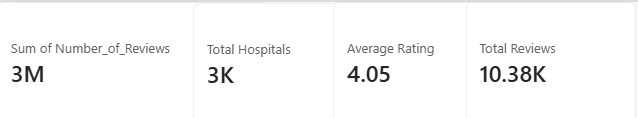 Sum of Number_of_Reviews
3M
Total Hospitals
3K
Average Rating
4.05
Total Reviews
10.38K